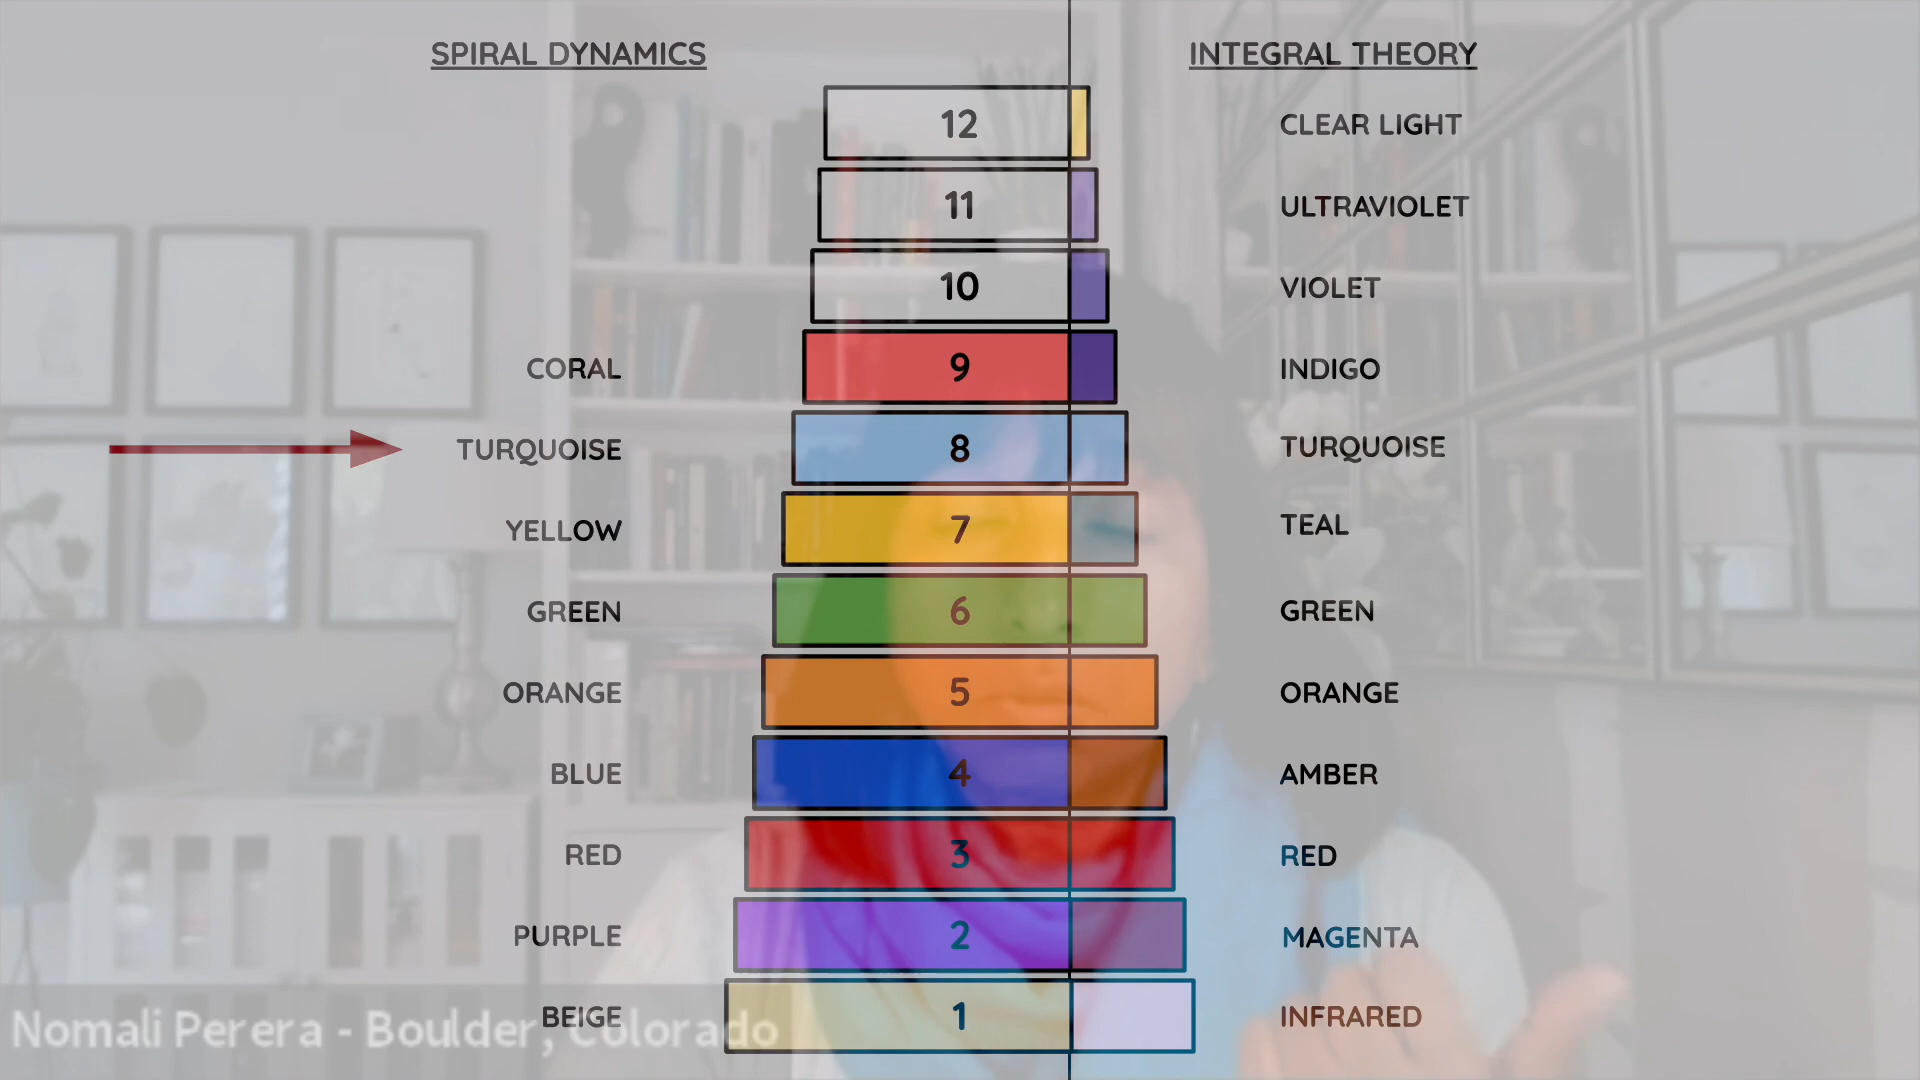 SPIRAL DYNAMICS INTEGRAL THEORY
12 CLEAR LIGHT
11 ULTRAVIOLET
10 VIOLET
CORAL 9 INDIGO
TURQUOISE 8 TURQUOISE
YELLOW 7 TEAL
GREEN 6 GREEN
ORANGE 5 ORANGE
BLUE 4 AMBER
RED 3 RED
PURPLE 2 MAGENTA
BEIGE 1 INFRARED
Nomali Perera - Boulder, Colorado